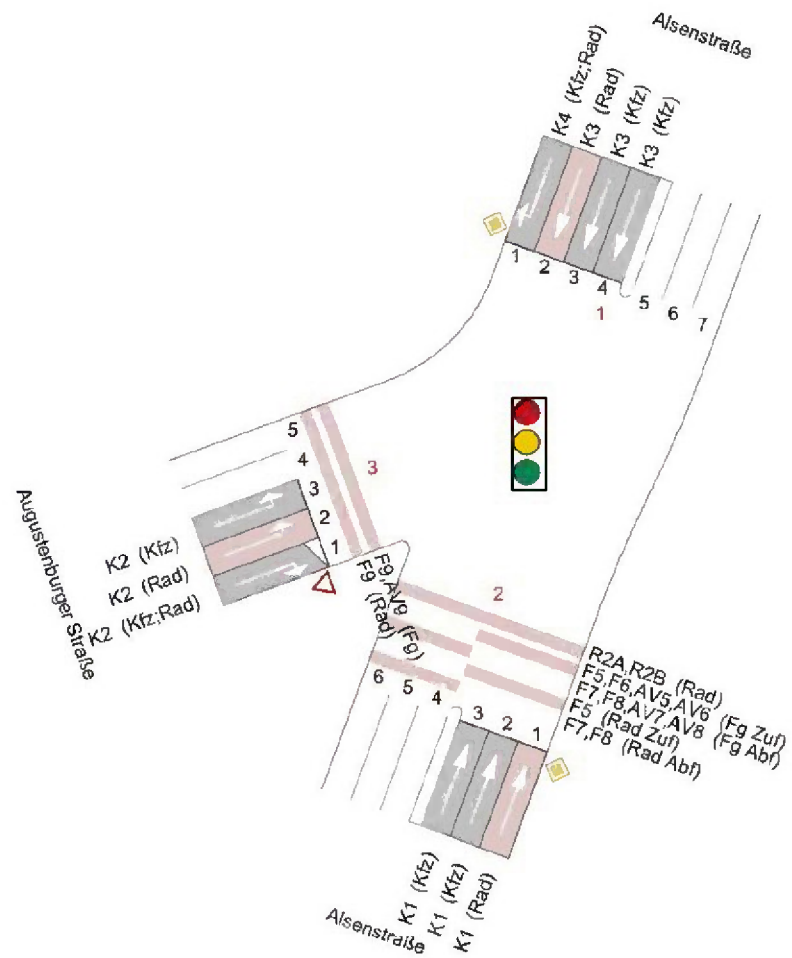 Alsenstraße
K4 (Kfz;Rad)
K3 (Rad)
K3 (Kfz)
K3 (Kfz)
1
2
3
4
5
6
7
1
5
4
3
2
1
3
Augustenburger Straße
K2 (Kfz)
K2 (Rad)
K2 (Kfz;Rad)
F9,AV9 (Fg)
F9 (Rad)
2
R2A,R2B (Rad)
F5,F6,AV5,AV6 (Fg Zuf)
F7,F8,AV7,AV8 (Fg Abf)
F5 (Rad Zuf)
F7,F8 (Rad Abf)
6
5
4
3
2
1
K1 (Kfz)
K1 (Kfz)
K1 (Rad)
Alsenstraße